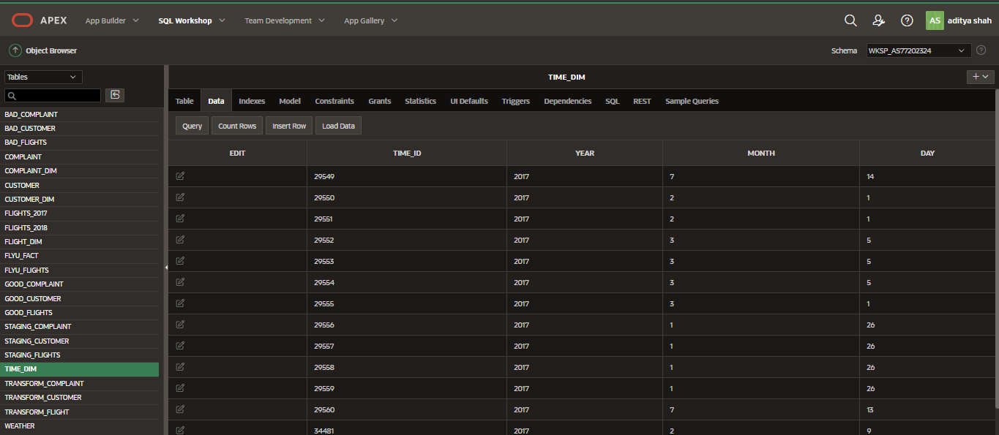 APEX App Builder SQL Workshop Team Development App Gallery AS aditya shah
Object Browser Schema WKSP_AS77202324
Tables
TIME_DIM
Table Data Indexes Model Constraints Grants Statistics UI Defaults Triggers Dependencies SQL REST Sample Queries
Query Count Rows Insert Row Load Data
BAD_COMPLAINT
BAD_CUSTOMER
BAD_FLIGHTS
COMPLAINT
COMPLAINT_DIM
CUSTOMER
CUSTOMER_DIM
FLIGHTS_2017
FLIGHTS_2018
FLIGHT_DIM
FLYU_FACT
FLYU_FLIGHTS
GOOD_COMPLAINT
GOOD_CUSTOMER
GOOD_FLIGHTS
STAGING_COMPLAINT
STAGING_CUSTOMER
STAGING_FLIGHTS
TIME_DIM
TRANSFORM_COMPLAINT
TRANSFORM_CUSTOMER
TRANSFORM_FLIGHT
WEATHER
EDIT TIME_ID YEAR MONTH DAY
29549 2017 7 14
29550 2017 2 1
29551 2017 2 1
29552 2017 3 5
29553 2017 3 5
29554 2017 3 5
29555 2017 3 1
29556 2017 1 26
29557 2017 1 26
29558 2017 1 26
29559 2017 1 26
29560 2017 7 13
34481 2017 2 9